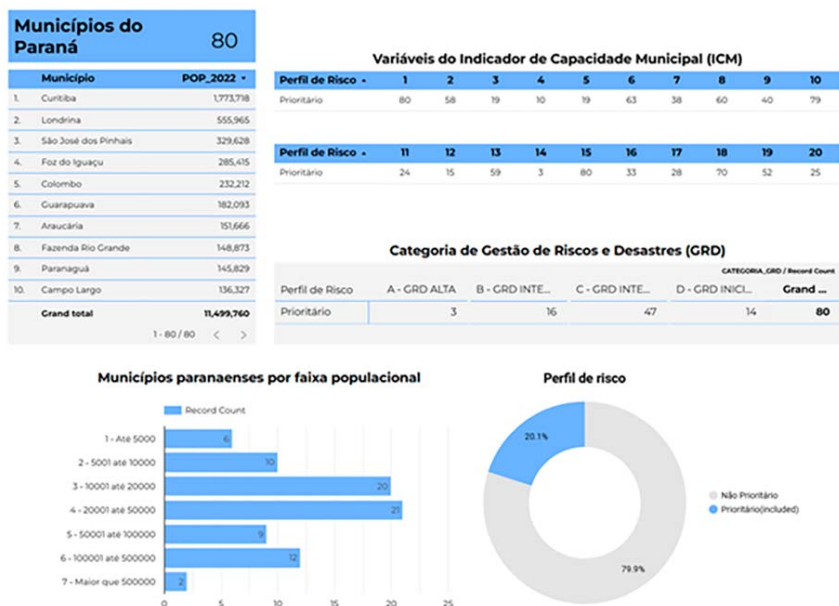 Municípios do Paraná 80
Município POP_2022
1. Curitiba 1,773,718
2. Londrina 555,965
3. São José dos Pinhais 329,628
4. Foz do Iguaçu 285,415
5. Colombo 232,212
6. Guarapuava 182,093
7. Araucária 151,666
8. Fazenda Rio Grande 148,873
9. Paranaguá 145,829
10. Campo Largo 136,327
Grand total 11,499,760
1 - 80 / 80 < >
Variáveis do Indicador de Capacidade Municipal (ICM)
Perfil de Risco 1 2 3 4 5 6 7 8 9 10
Prioritário 80 58 19 10 19 63 38 60 40 79
Perfil de Risco 11 12 13 14 15 16 17 18 19 20
Prioritário 24 15 59 3 80 33 28 70 52 25
Categoria de Gestão de Riscos e Desastres (GRD)
CATEGORIA_GRD / Record Count
Perfil de Risco A - GRD ALTA B - GRD INTE... C - GRD INTE... D - GRD INICI... Grand ...
Prioritário 3 16 47 14 80
Municípios paranaenses por faixa populacional
Record Count
1 - Até 5000 6
2 - 5001 até 10000 10
3 - 10001 até 20000 20
4 - 20001 até 50000 21
5 - 50001 até 100000 9
6 - 100001 até 500000 12
7 - Maior que 500000 2
0 5 10 15 20 25
Perfil de risco
20.1%
79.9%
Não Prioritário
Prioritário(included)